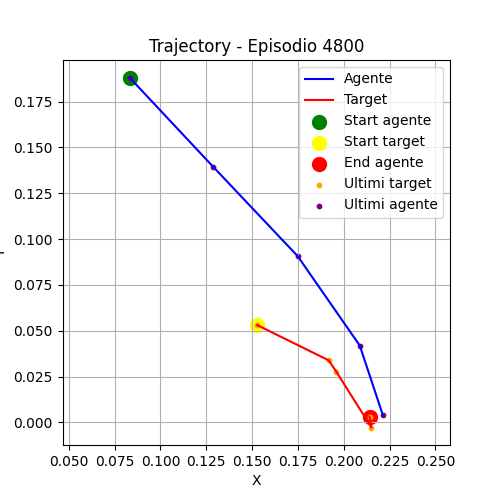 Trajectory - Episodio 4800
Agente
Target
Start agente
Start target
End agente
Ultimi target
Ultimi agente
0.175
0.150
0.125
0.100
0.075
0.050
0.025
0.000
0.050 0.075 0.100 0.125 0.150 0.175 0.200 0.225 0.250
X